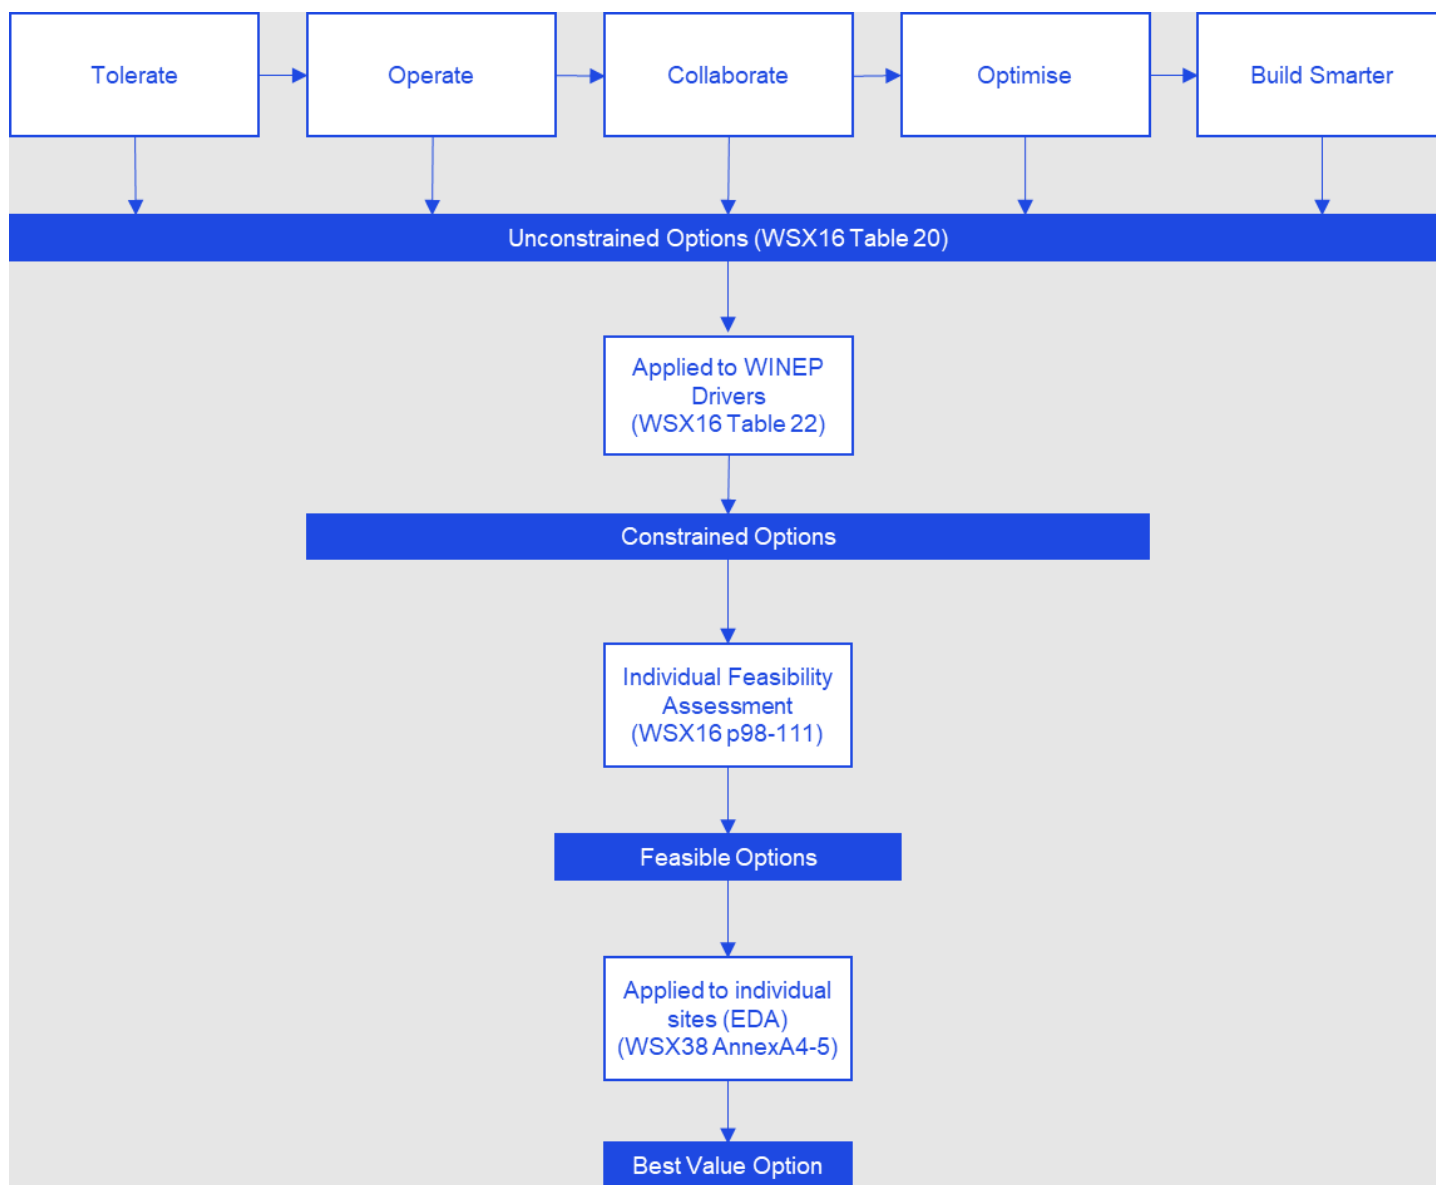 Tolerate
Operate
Collaborate
Optimise
Build Smarter
Unconstrained Options (WSX16 Table 20)
Applied to WINEP
Drivers
(WSX16 Table 22)
Constrained Options
Individual Feasibility
Assessment
(WSX16 p98-111)
Feasible Options
Applied to individual
sites (EDA)
(WSX38 AnnexA4-5)
Best Value Option